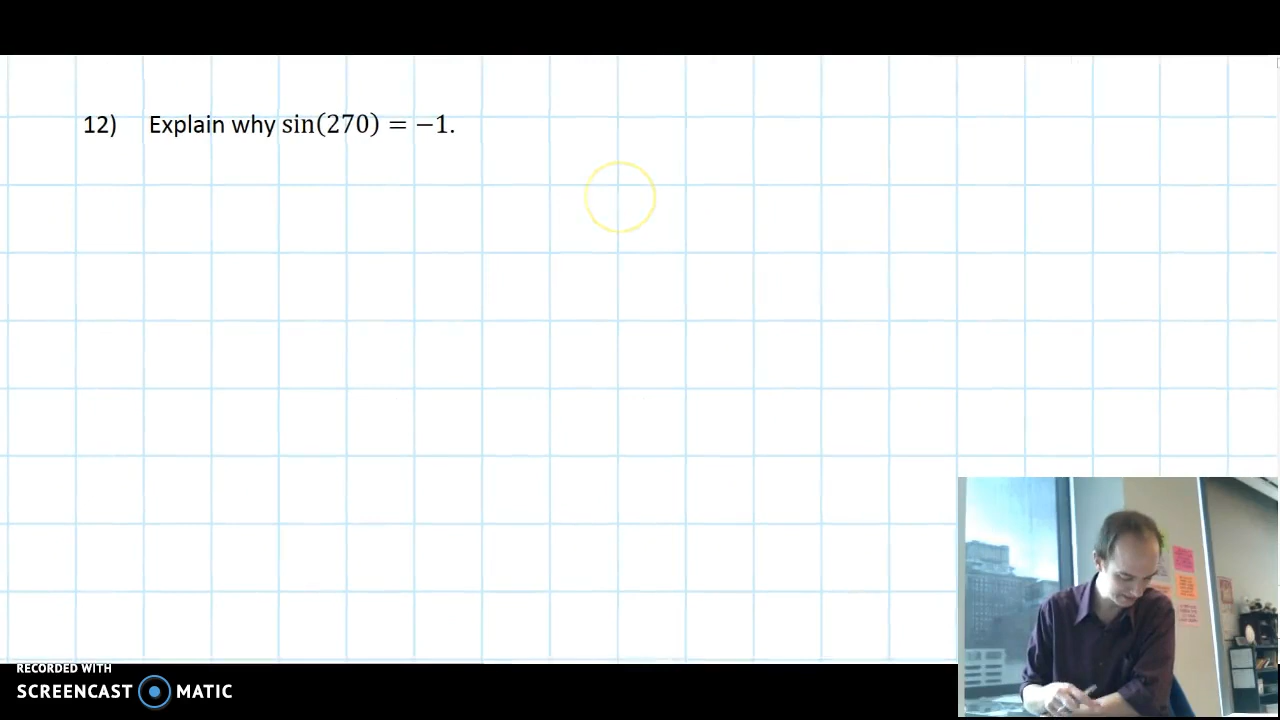 12) Explain why sin(270) = −1.
RECORDED WITH
SCREENCAST MATIC